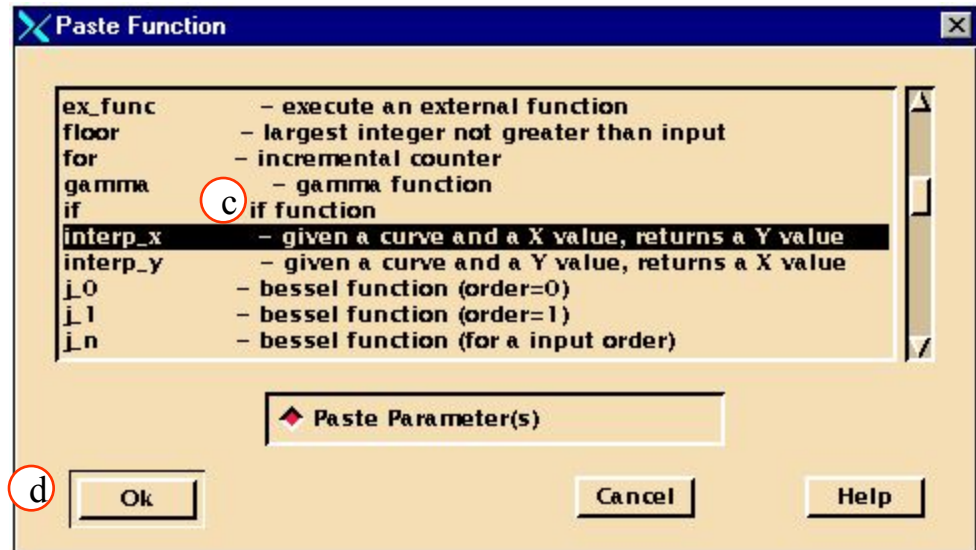 Paste Function
ex_func – execute an external function
floor – largest integer not greater than input
for – incremental counter
gamma – gamma function
if c if function
interp_x – given a curve and a X value, returns a Y value
interp_y – given a curve and a Y value, returns a X value
j_0 – bessel function (order=0)
j_1 – bessel function (order=1)
j_n – bessel function (for a input order)
Paste Parameter(s)
d Ok Cancel Help